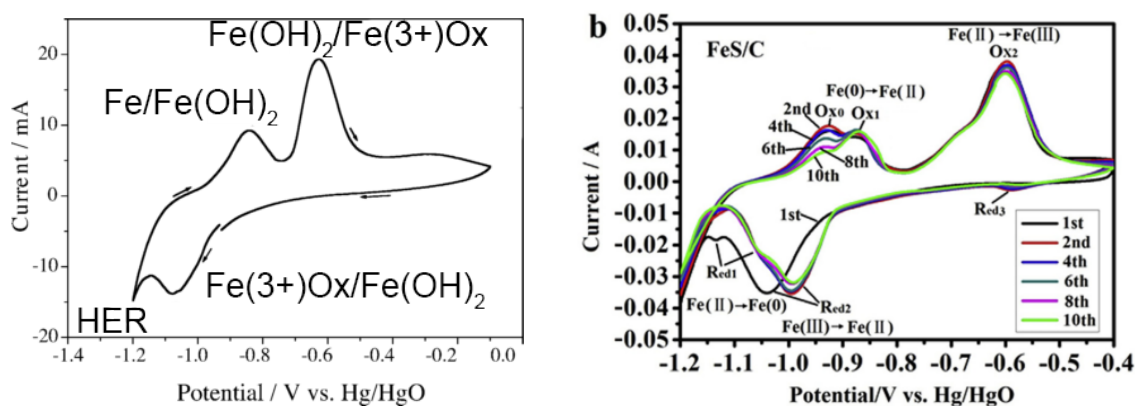 Fe(OH)₂/Fe(3+)Ox
Fe/Fe(OH)₂
Fe(3+)Ox/Fe(OH)₂
HER
Current / mA
20
10
0
-10
20
-1.4 -1.2 -1.0 -0.8 -0.6 -0.4 -0.2 0.0
Potential / V vs. Hg/HgO
b
FeS/C
Fe(Ⅱ)→Fe(Ⅲ)
Ox2
Fe(0)→Fe(Ⅱ)
2nd Ox0 Ox1
4th
6th
8th
10th
1st
Red3
Red1
Red2
Fe(Ⅱ)→Fe(0)
Fe(Ⅲ)→Fe(Ⅱ)
1st
2nd
4th
6th
8th
10th
Current / A
0.05
0.04
0.03
0.02
0.01
0.00
-0.01
-0.02
-0.03
-0.04
-0.05
-1.2 -1.1 -1.0 -0.9 -0.8 -0.7 -0.6 -0.5 -0.4
Potential/V vs. Hg/HgO